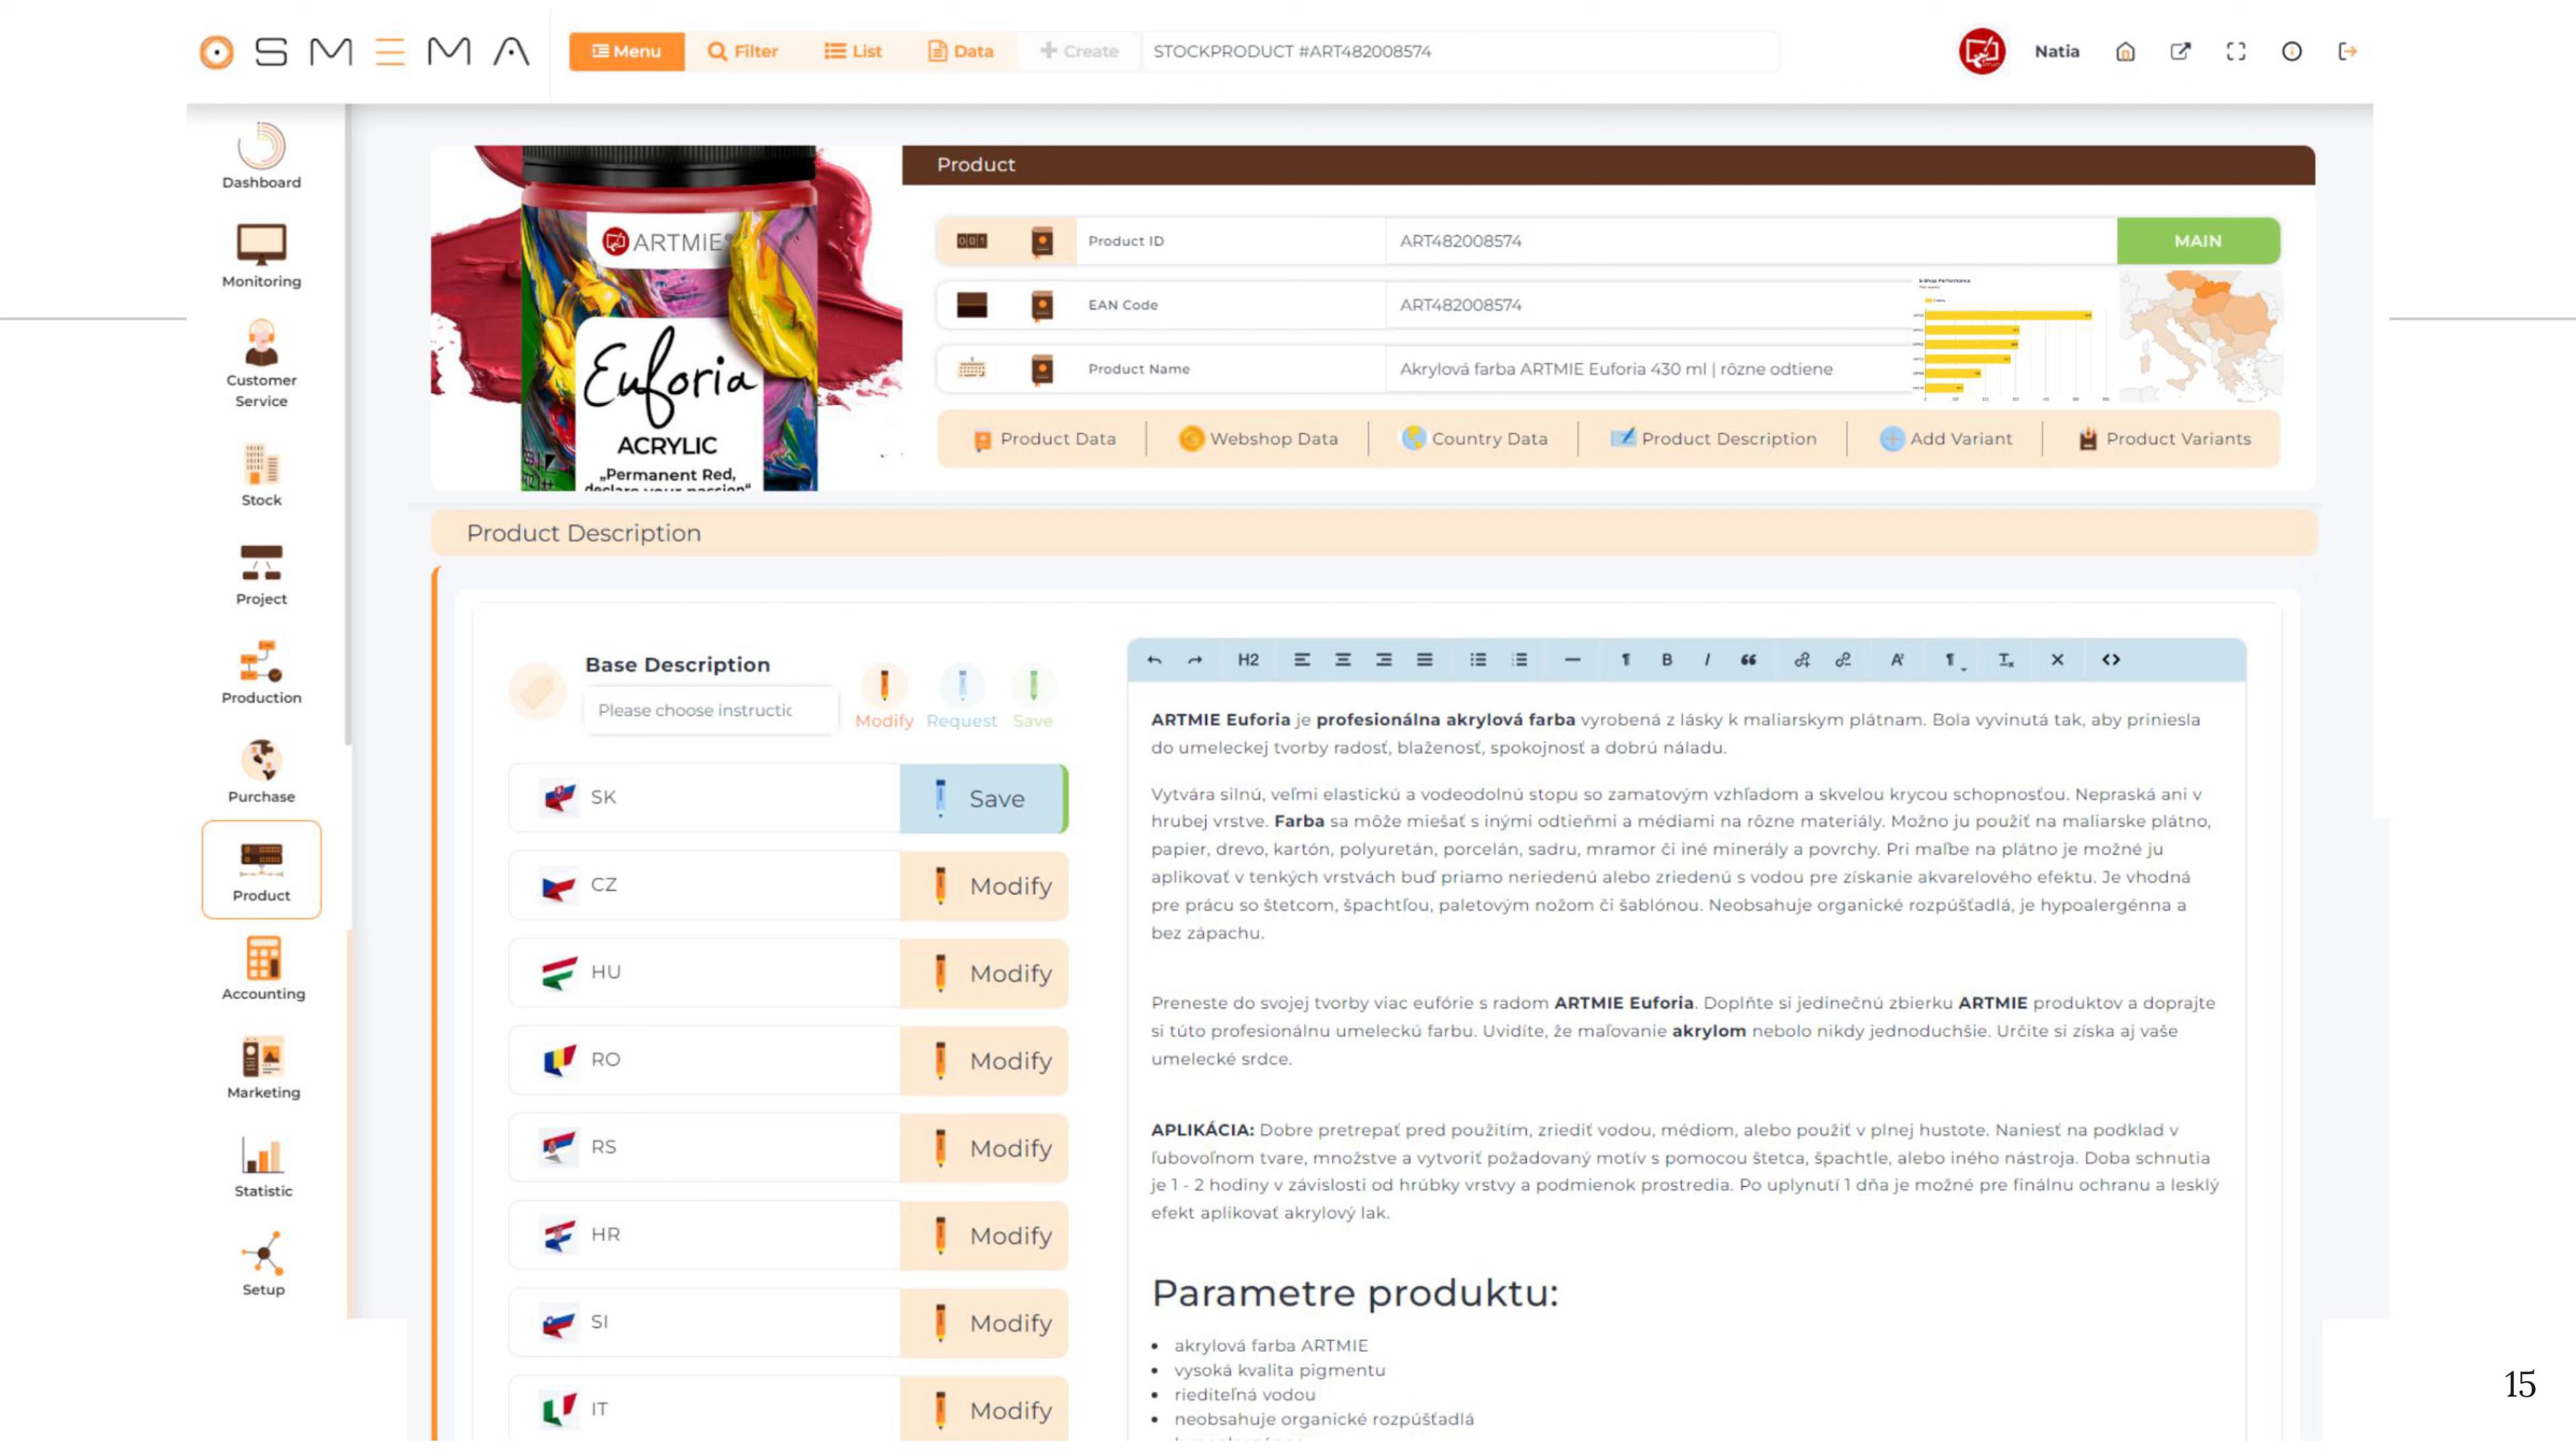 OSMEMA
Menu
Filter
List
Data
Create
STOCKPRODUCT #ART482008574
Natia
Dashboard
Monitoring
Customer
Service
Stock
Project
Production
Purchase
Product
Accounting
Marketing
Statistic
Setup
ARTMiE
Euforia
ACRYLIC
„Permanent Red,
declare your passion"
Product
Product ID
ART482008574
MAIN
EAN Code
ART482008574
Product Name
Akrylová farba ARTMIE Euforia 430 ml | rôzne odtiene
Product Data
Webshop Data
Country Data
Product Description
Add Variant
Product Variants
Product Description
Base Description
Please choose instructic
Modify
Request
Save
SK
Save
CZ
Modify
HU
Modify
RO
Modify
RS
Modify
HR
Modify
SI
Modify
IT
Modify
H2
ARTMIE Euforia je profesionálna akrylová farba vyrobená z lásky k maliarskym plátnam. Bola vyvinutá tak, aby priniesla
do umeleckej tvorby radosť, blaženosť, spokojnosť a dobrú náladu.
Vytvára silnú, veľmi elastickú a vodeodolnú stopu so zamatovým vzhľadom a skvelou krycou schopnosťou. Nepraská ani v
hrubej vrstve. Farba sa môže miešať s inými odtieňmi a médiami na rôzne materiály. Možno ju použiť na maliarske plátno,
papier, drevo, kartón, polyuretán, porcelán, sadru, mramor či iné minerály a povrchy. Pri maľbe na plátno je možné ju
aplikovať v tenkých vrstvách buď priamo neriedenú alebo zriedenú s vodou pre získanie akvarelového efektu. Je vhodná
pre prácu so štetcom, špachtľou, paletovým nožom či šablónou. Neobsahuje organické rozpúšťadlá, je hypoalergénna a
bez zápachu.
Preneste do svojej tvorby viac eufórie s radom ARTMIE Euforia. Doplňte si jedinečnú zbierku ARTMIE produktov a doprajte
si túto profesionálnu umeleckú farbu. Uvidíte, že maľovanie akrylom nebolo nikdy jednoduchšie. Určite si získa aj vaše
umelecké srdce.
APLIKÁCIA: Dobre pretrepať pred použitím, zriediť vodou, médiom, alebo použiť v plnej hustote. Naniesť na podklad v
ľubovoľnom tvare, množstve a vytvoriť požadovaný motív s pomocou štetca, špachtle, alebo iného nástroja. Doba schnutia
je 1 - 2 hodiny v závislosti od hrúbky vrstvy a podmienok prostredia. Po uplynutí 1 dňa je možné pre finálnu ochranu a lesklý
efekt aplikovať akrylový lak.
Parametre produktu:
akrylová farba ARTMIE
vysoká kvalita pigmentu
riediteľná vodou
neobsahuje organické rozpúšťadlá
15